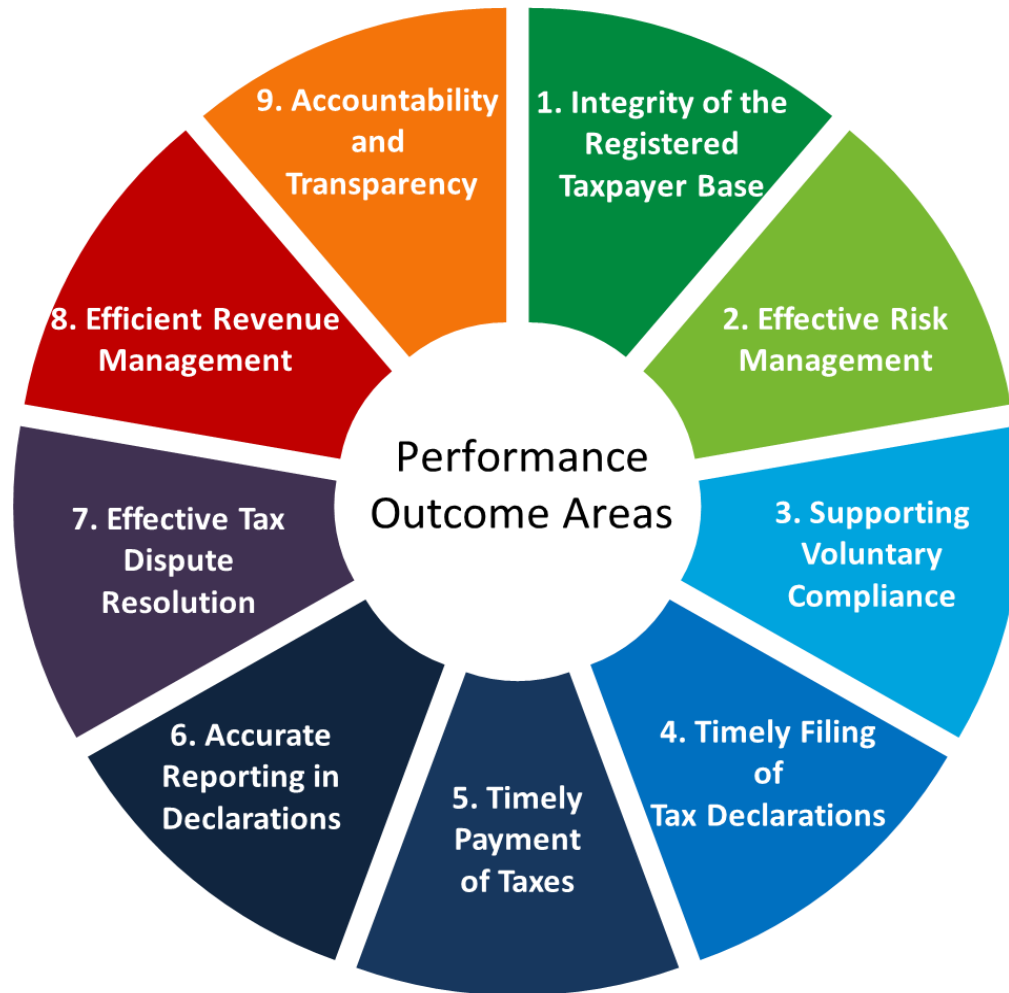 Performance
Outcome Areas
1. Integrity of the
Registered
Taxpayer Base
2. Effective Risk
Management
3. Supporting
Voluntary
Compliance
4. Timely Filing
of
Tax Declarations
5. Timely
Payment
of Taxes
6. Accurate
Reporting in
Declarations
7. Effective Tax
Dispute
Resolution
8. Efficient Revenue
Management
9. Accountability
and
Transparency